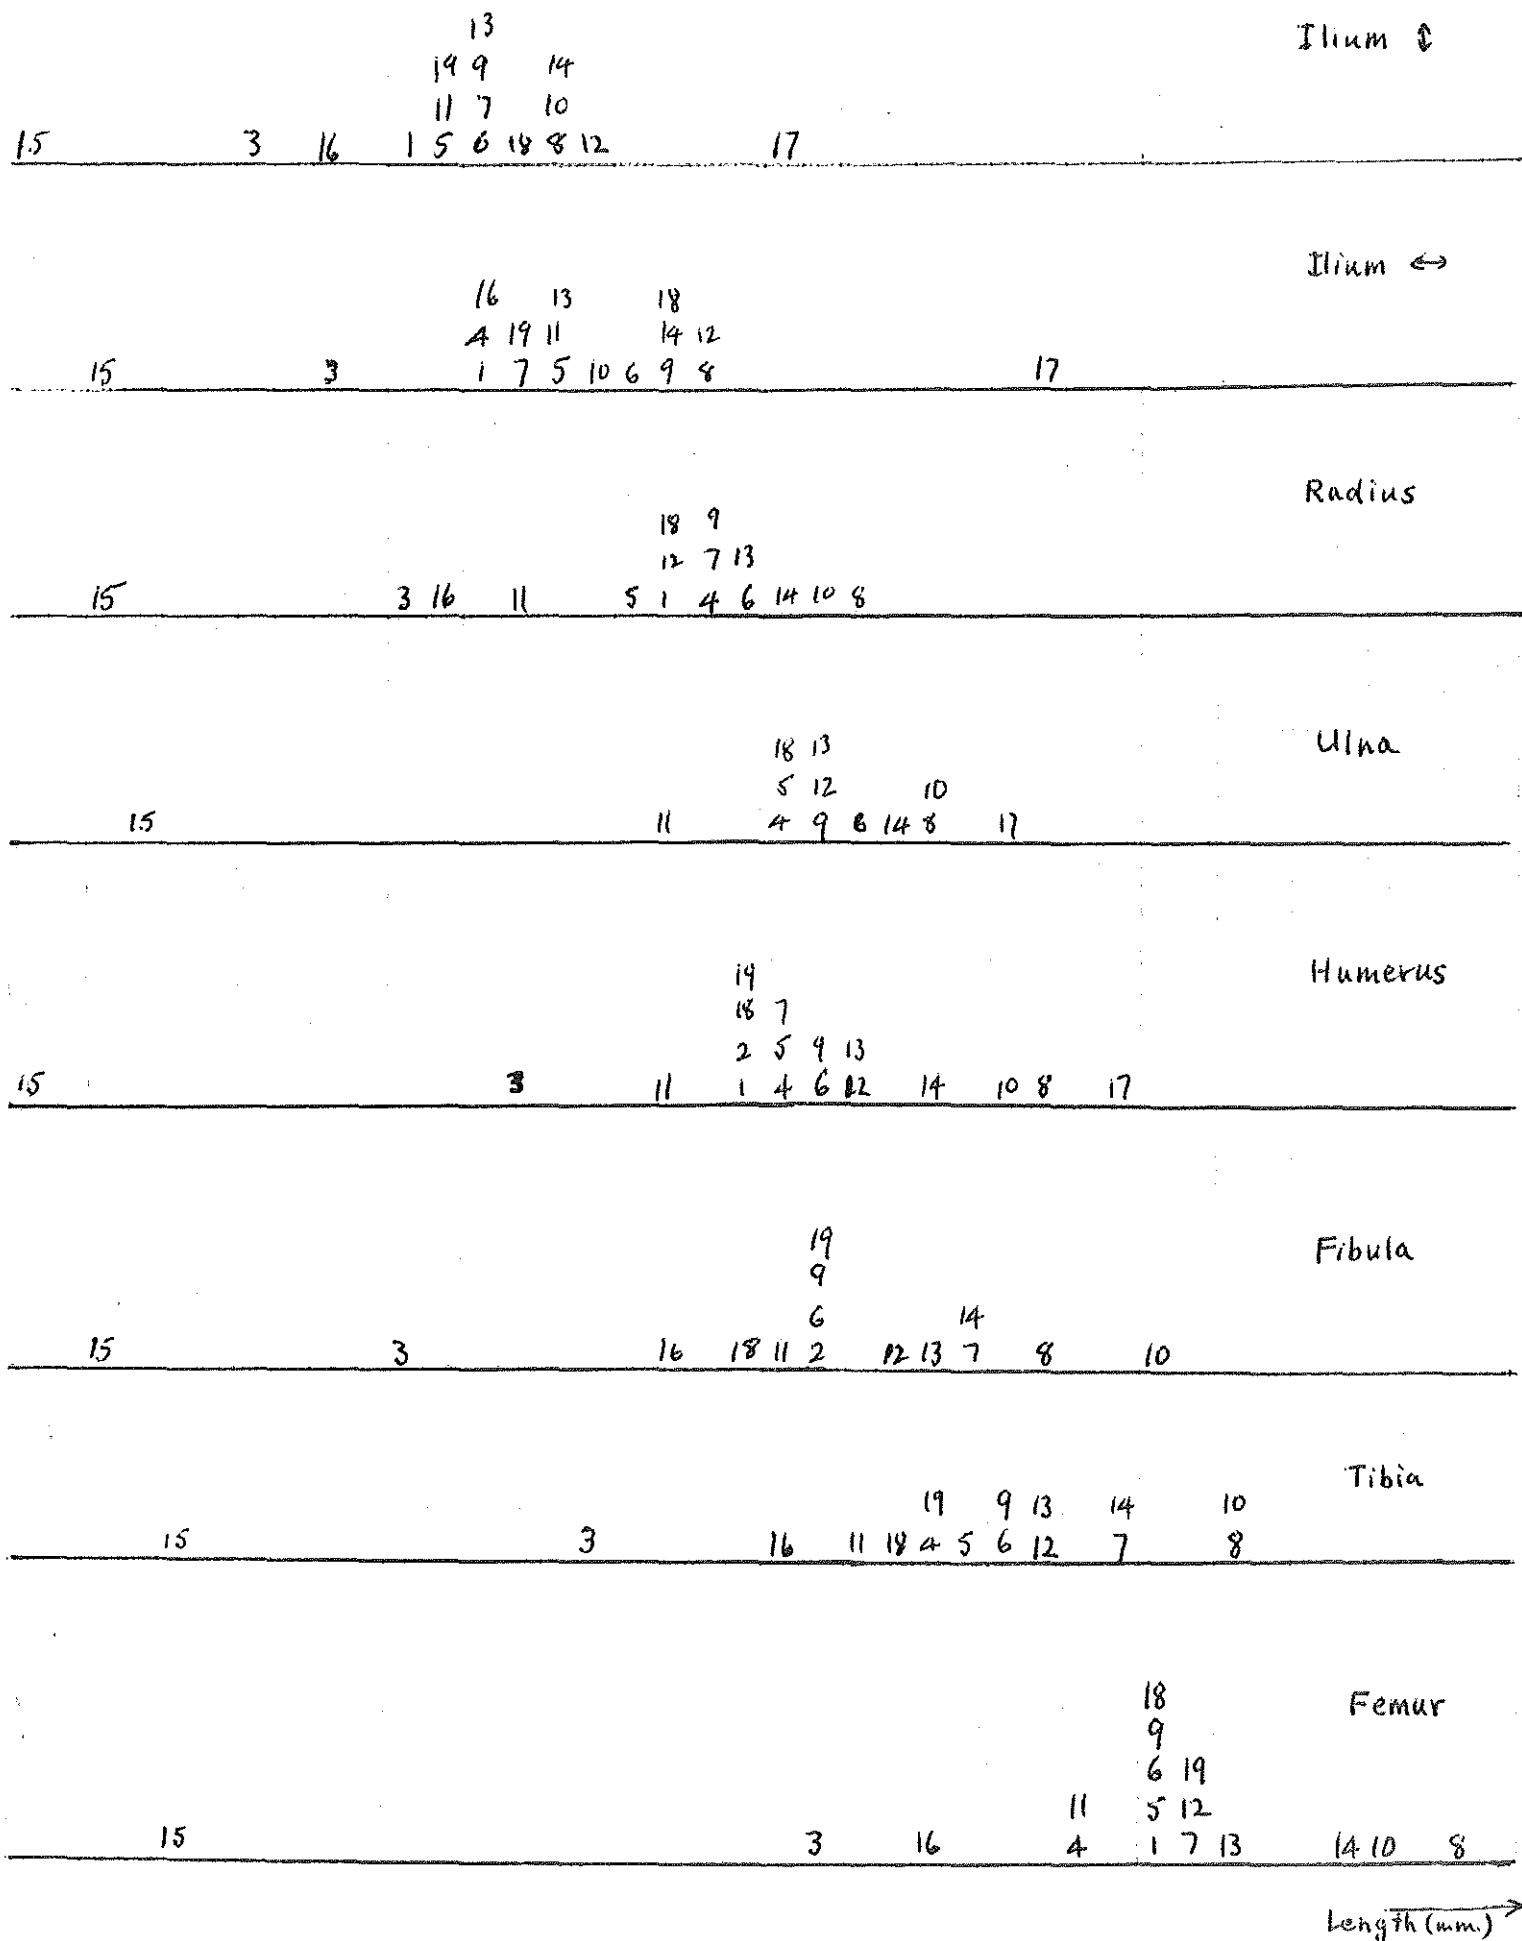 13
Ilium ↕
19 9 14
11 7 10
15 3 16 1 5 6 18 8 12 17
Ilium ↔
16 13 18
4 19 11 14 12
15 3 1 7 5 10 6 9 8 17
Radius
18 9
12 7 13
15 3 16 11 5 1 4 6 14 10 8
Ulna
18 13
5 12 10
15 11 4 9 6 14 8 17
Humerus
19
18 7
2 5 9 13
15 3 11 1 4 6 12 14 10 8 17
Fibula
19
9
6 14
15 3 16 18 11 2 12 13 7 8 10
Tibia
19 9 13 14 10
15 3 16 11 18 4 5 6 12 7 8
18
Femur
9
6 19
11 5 12
15 3 16 4 1 7 13 14 10 8
Length (mm.)